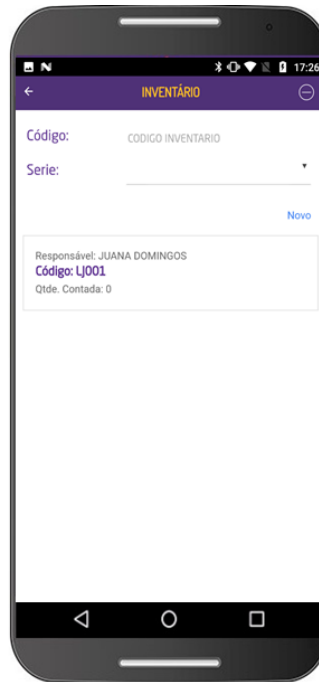 17:26
INVENTÁRIO
Código: CODIGO INVENTARIO
Serie:
Novo
Responsável: JUANA DOMINGOS
Código: LJ001
Qtde. Contada: 0